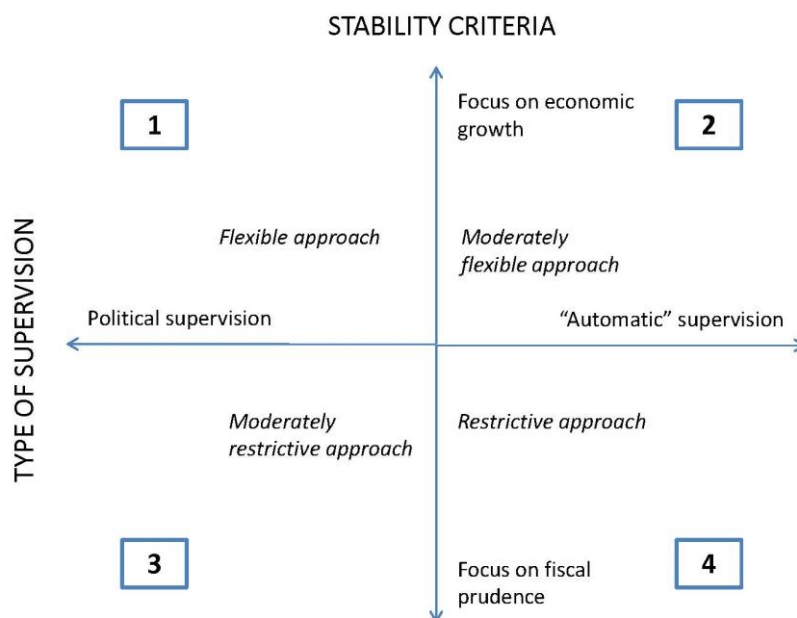 STABILITY CRITERIA
1
Focus on economic
growth
2
TYPE OF SUPERVISION
Flexible approach
Moderately
flexible approach
Political supervision
“Automatic” supervision
Moderately
restrictive approach
Restrictive approach
3
Focus on fiscal
prudence
4